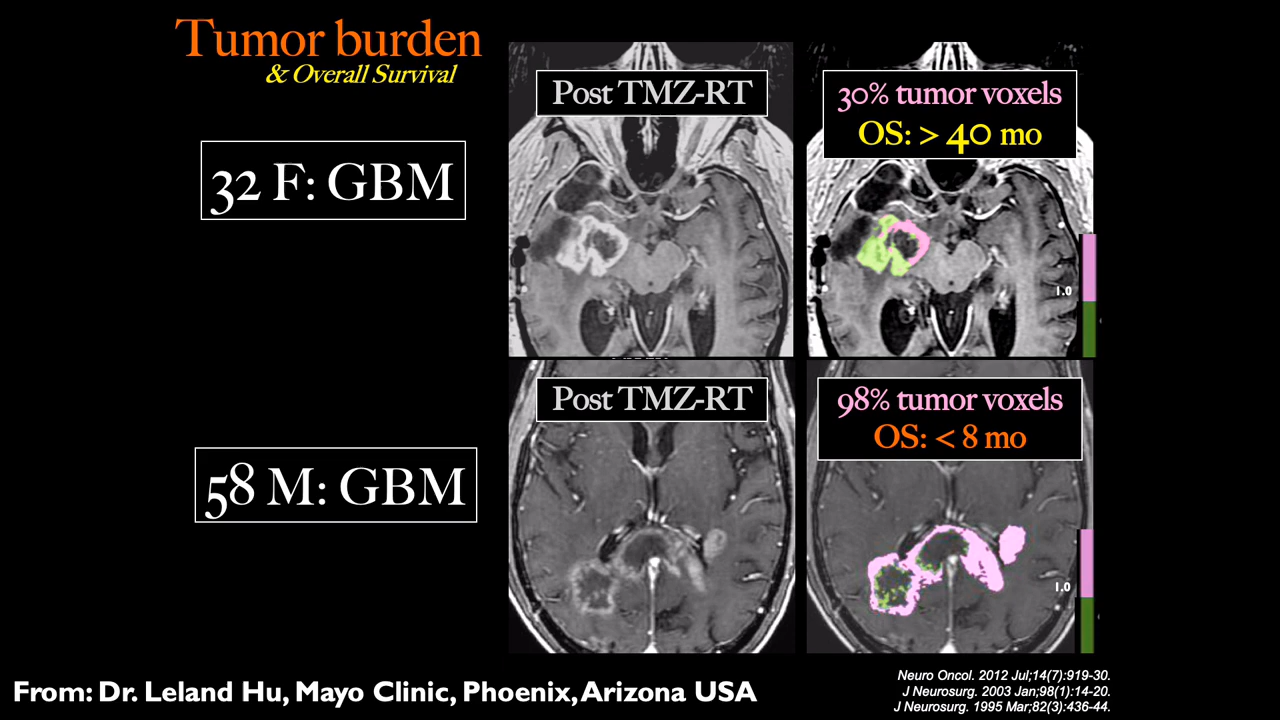 Tumor burden
& Overall Survival
Post TMZ-RT
30% tumor voxels
OS: > 40 mo
32 F: GBM
1.0
Post TMZ-RT
98% tumor voxels
OS: < 8 mo
58 M: GBM
1.0
From: Dr. Leland Hu, Mayo Clinic, Phoenix, Arizona USA
Neuro Oncol. 2012 Jul;14(7):919-30.
J Neurosurg. 2003 Jan;98(1):14-20.
J Neurosurg. 1995 Mar;82(3):436-44.